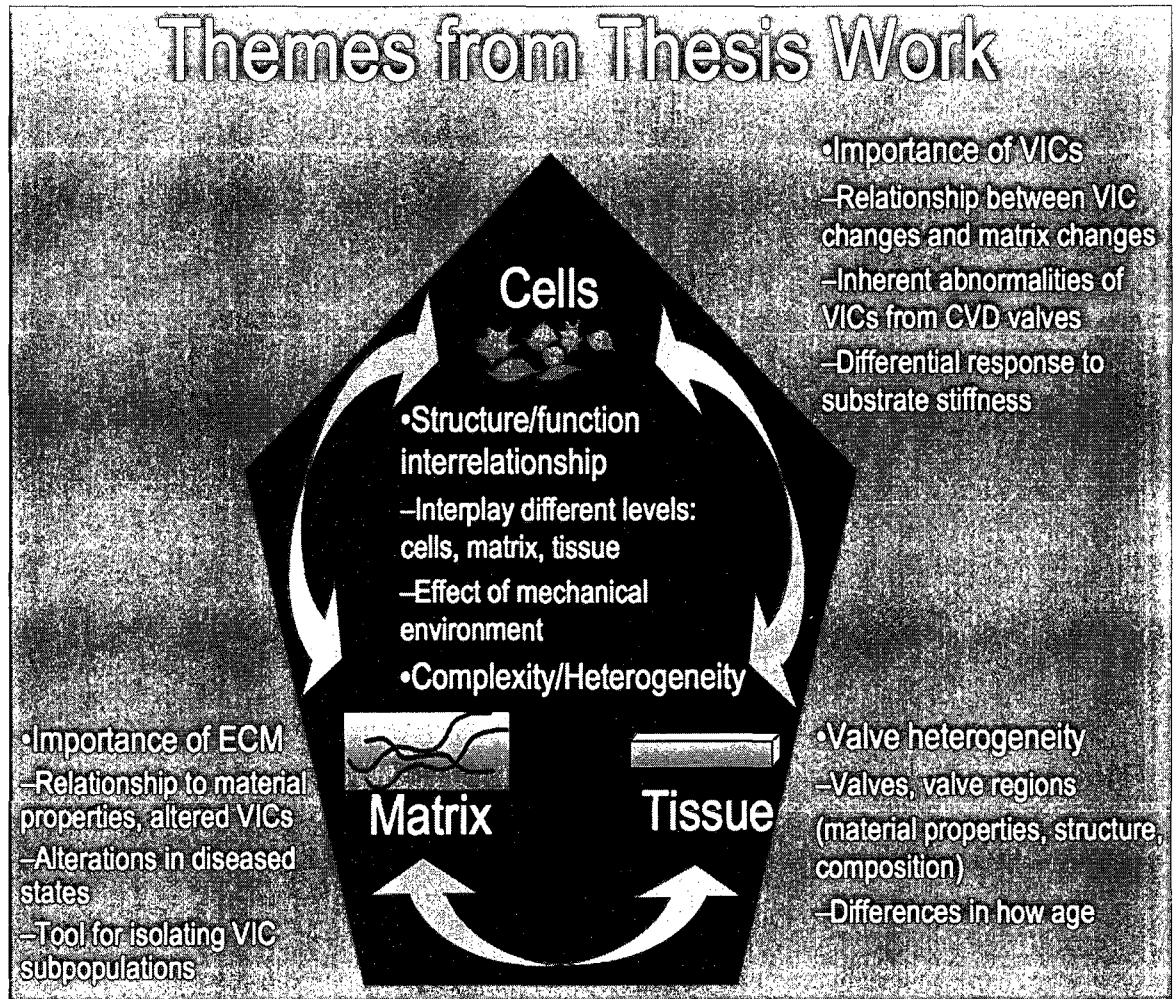 Themes from Thesis Work
•Importance of VICs
–Relationship between VIC
changes and matrix changes
–Inherent abnormalities of
VICs from CVD valves
–Differential response to
substrate stiffness
Cells
•Structure/function
interrelationship
–Interplay different levels:
cells, matrix, tissue
–Effect of mechanical
environment
•Complexity/Heterogeneity
Matrix
Tissue
•Importance of ECM
–Relationship to material
properties, altered VICs
–Alterations in diseased
states
–Tool for isolating VIC
subpopulations
•Valve heterogeneity
–Valves, valve regions
(material properties, structure,
composition)
–Differences in how age